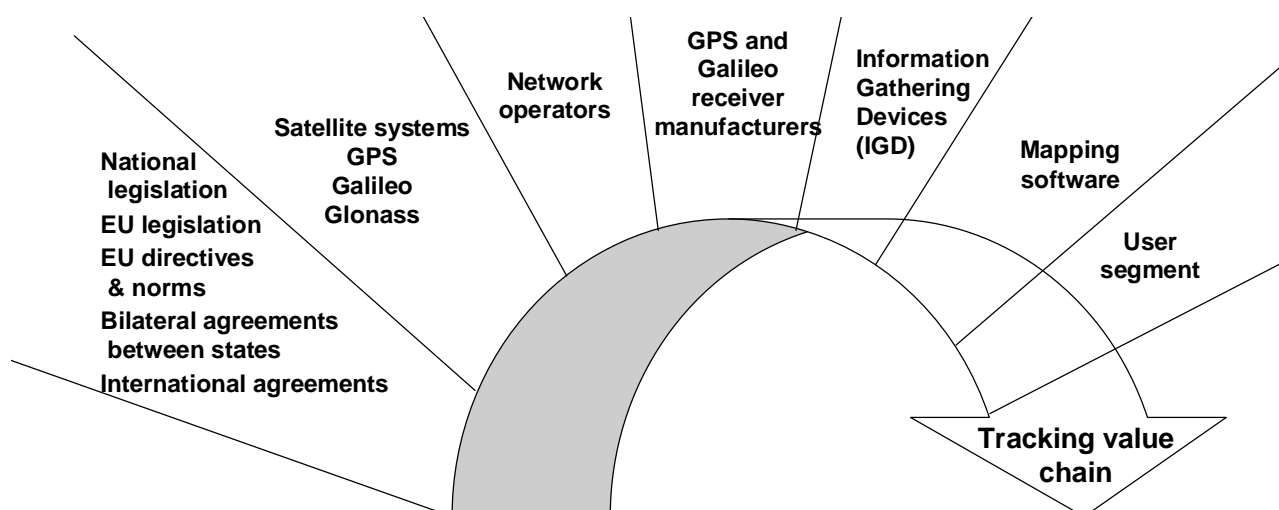 National
legislation
EU legislation
EU directives
& norms
Bilateral agreements
between states
International agreements
Satellite systems
GPS
Galileo
Glonass
Network
operators
GPS and
Galileo
receiver
manufacturers
Information
Gathering
Devices
(IGD)
Mapping
software
User
segment
Tracking value
chain